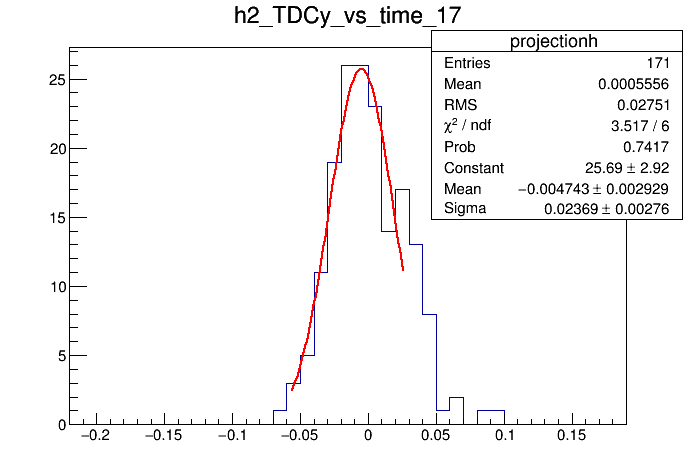 h2_TDCy_vs_time_17
projectionh
Entries 171
Mean 0.0005556
RMS 0.02751
χ² / ndf 3.517 / 6
Prob 0.7417
Constant 25.69 ± 2.92
Mean −0.004743 ± 0.002929
Sigma 0.02369 ± 0.00276
25
20
15
10
5
0
−0.2 −0.15 −0.1 −0.05 0 0.05 0.1 0.15